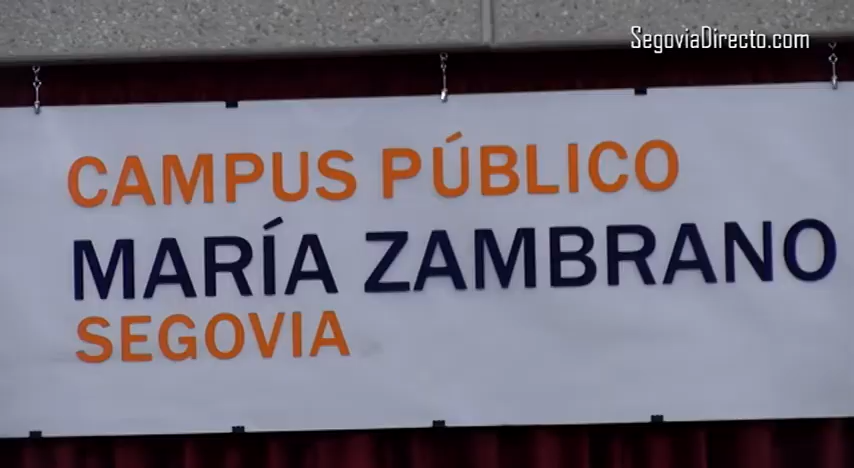 SegoviaDirecto.com
CAMPUS PÚBLICO
MARÍA ZAMBRANO
SEGOVIA